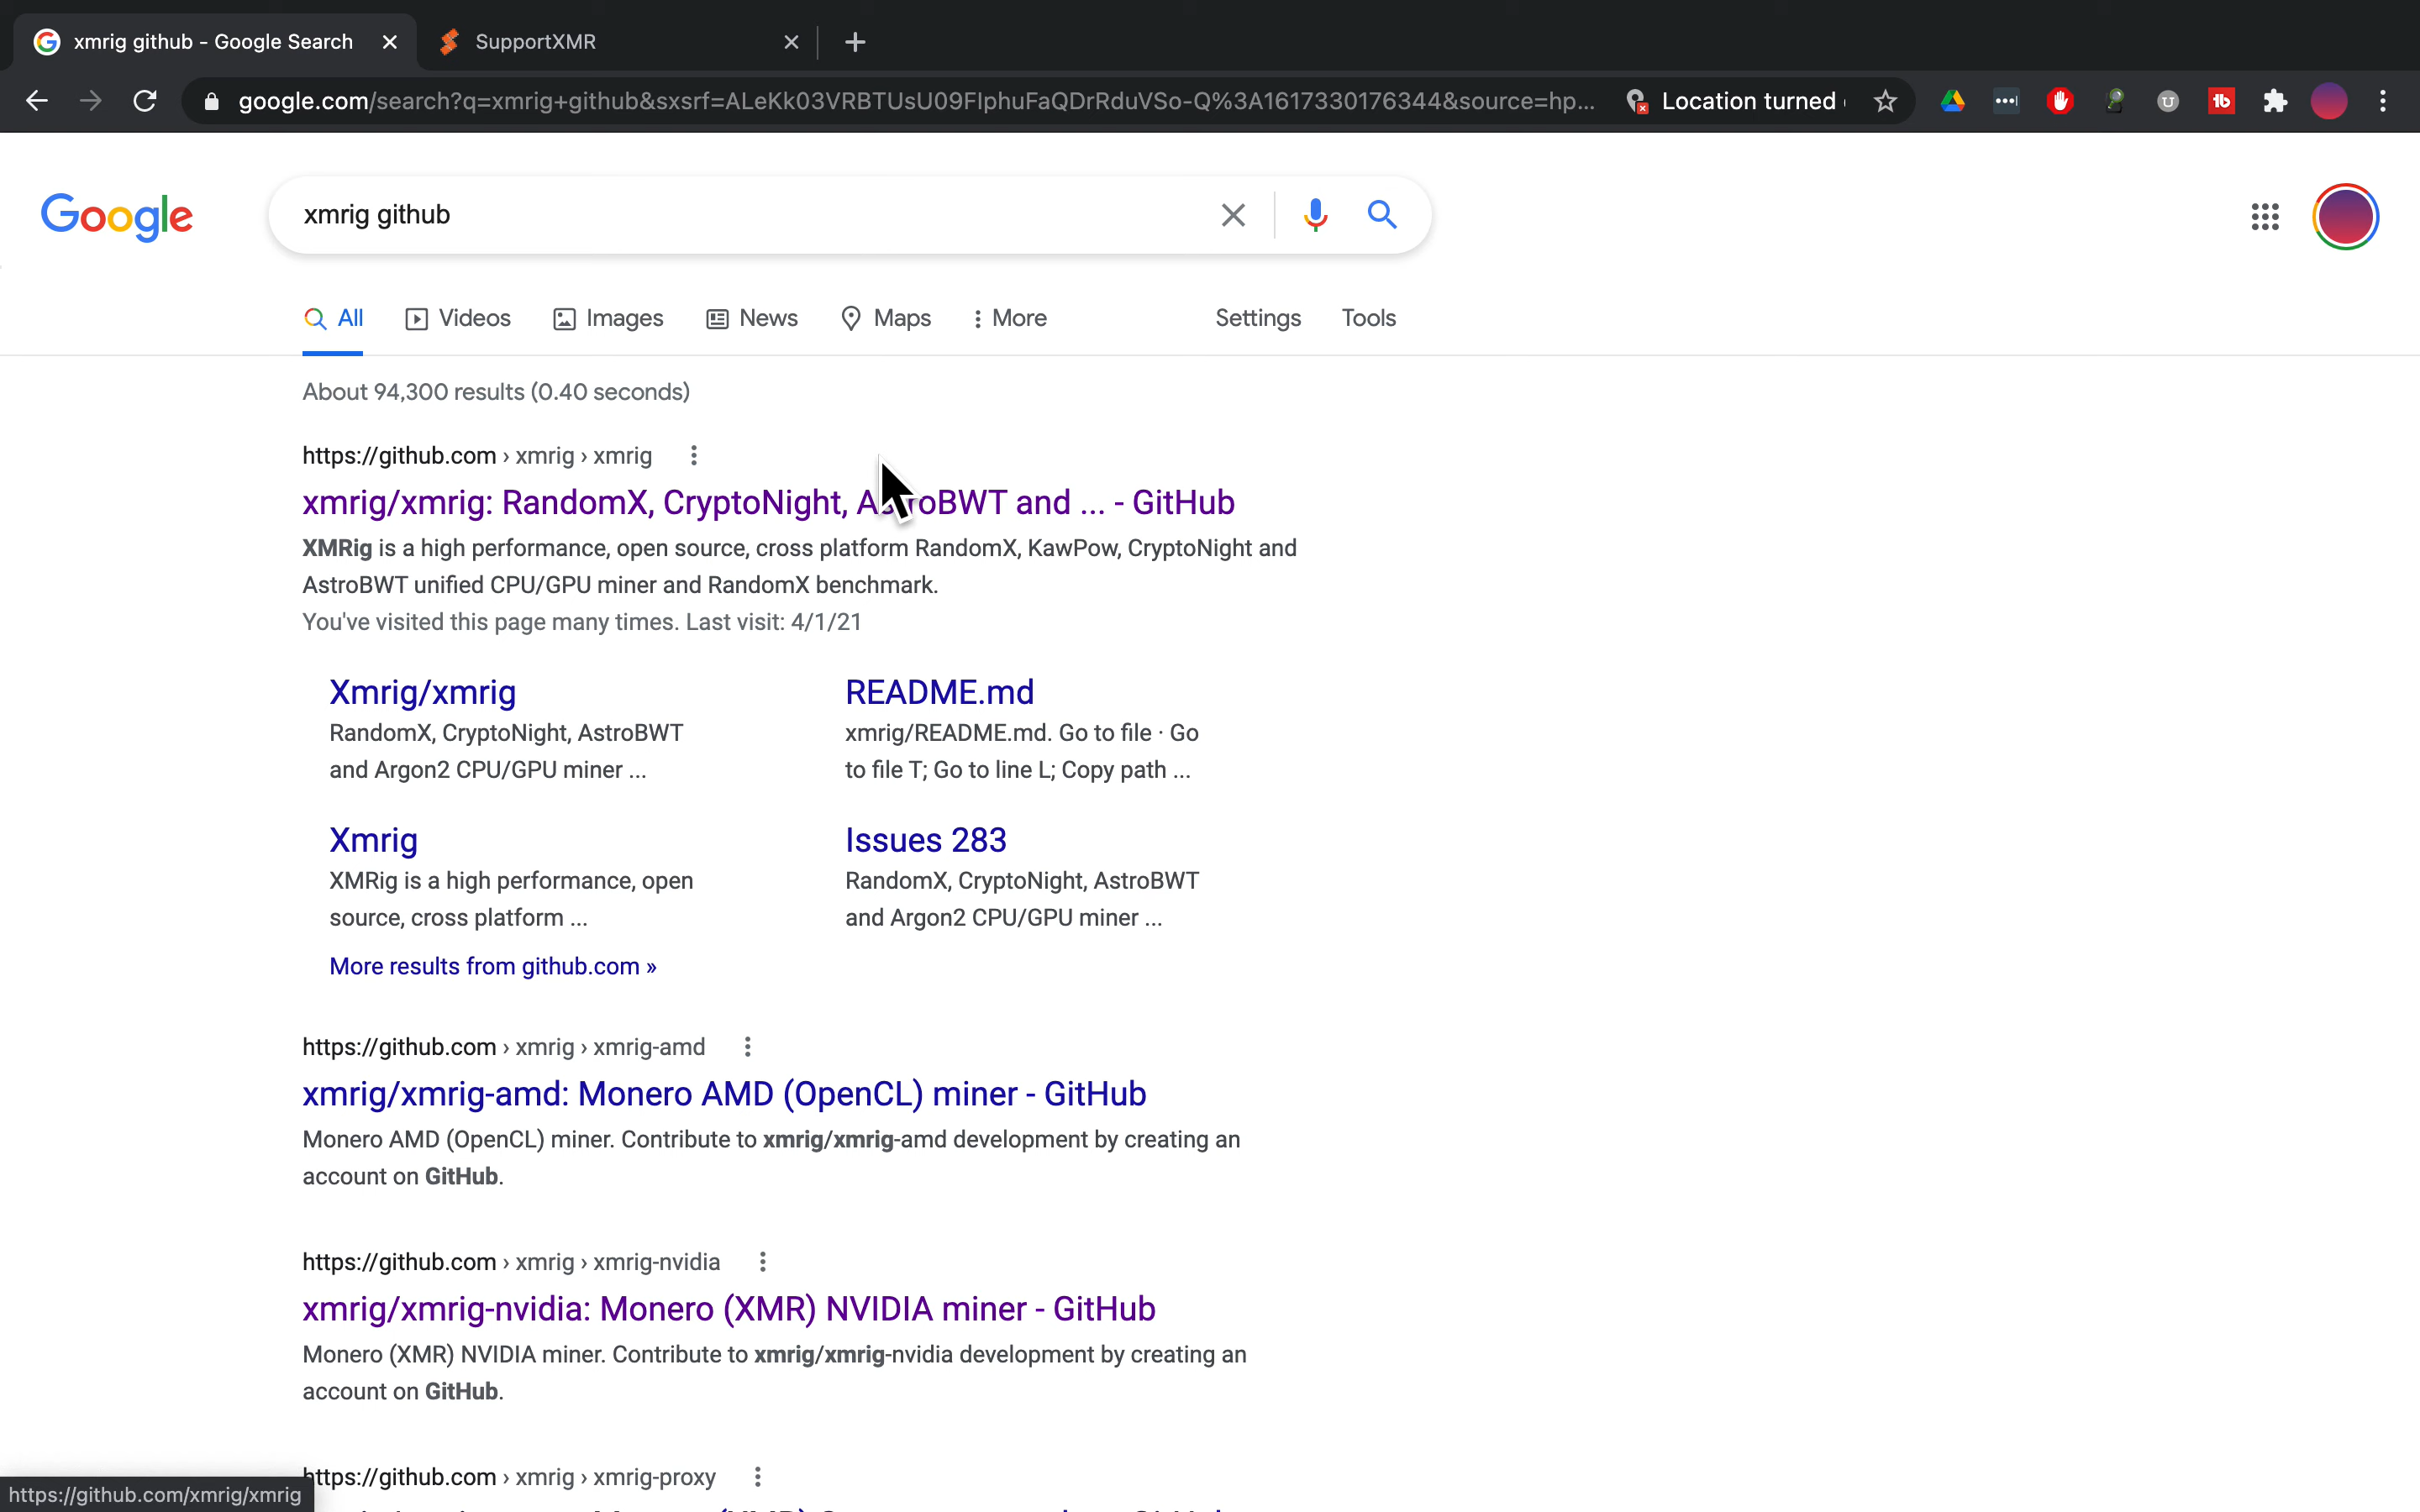 xmrig github - Google Search
SupportXMR
google.com/search?q=xmrig+github&sxsrf=ALeKk03VRBTUsU09FIphuFaQDrRduVSo-Q%3A1617330176344&source=hp...
Location turned
Google
xmrig github
All Videos Images News Maps More Settings Tools
About 94,300 results (0.40 seconds)
https://github.com › xmrig › xmrig
xmrig/xmrig: RandomX, CryptoNight, AstroBWT and ... - GitHub
XMRig is a high performance, open source, cross platform RandomX, KawPow, CryptoNight and
AstroBWT unified CPU/GPU miner and RandomX benchmark.
You've visited this page many times. Last visit: 4/1/21
Xmrig/xmrig
RandomX, CryptoNight, AstroBWT
and Argon2 CPU/GPU miner ...
README.md
xmrig/README.md. Go to file · Go
to file T; Go to line L; Copy path ...
Xmrig
XMRig is a high performance, open
source, cross platform ...
Issues 283
RandomX, CryptoNight, AstroBWT
and Argon2 CPU/GPU miner ...
More results from github.com »
https://github.com › xmrig › xmrig-amd
xmrig/xmrig-amd: Monero AMD (OpenCL) miner - GitHub
Monero AMD (OpenCL) miner. Contribute to xmrig/xmrig-amd development by creating an
account on GitHub.
https://github.com › xmrig › xmrig-nvidia
xmrig/xmrig-nvidia: Monero (XMR) NVIDIA miner - GitHub
Monero (XMR) NVIDIA miner. Contribute to xmrig/xmrig-nvidia development by creating an
account on GitHub.
https://github.com › xmrig › xmrig-proxy
https://github.com/xmrig/xmrig